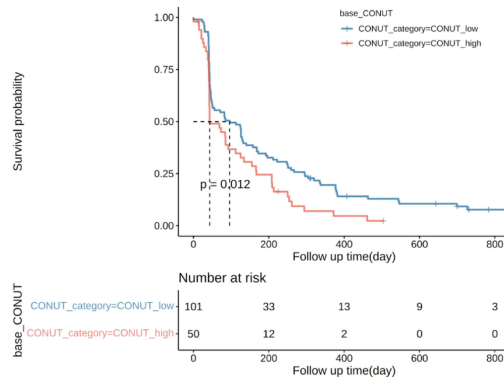 base_CONUT
CONUT_category=CONUT_low
CONUT_category=CONUT_high
Survival probability
1.00
0.75
0.50
0.25
0.00
p = 0.012
0 200 400 600 800
Follow up time(day)
Number at risk
base_CONUT
CONUT_category=CONUT_low 101 33 13 9 3
CONUT_category=CONUT_high 50 12 2 0 0
0 200 400 600 800
Follow up time(day)